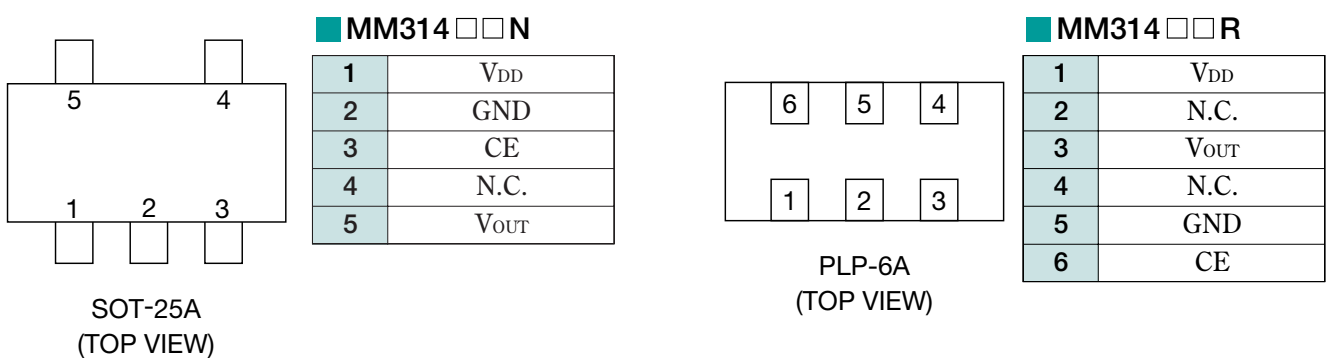 5 4
1 2 3
SOT-25A
(TOP VIEW)
MM314□□N
1 VDD
2 GND
3 CE
4 N.C.
5 VOUT
6 5 4
1 2 3
PLP-6A
(TOP VIEW)
MM314□□R
1 VDD
2 N.C.
3 VOUT
4 N.C.
5 GND
6 CE